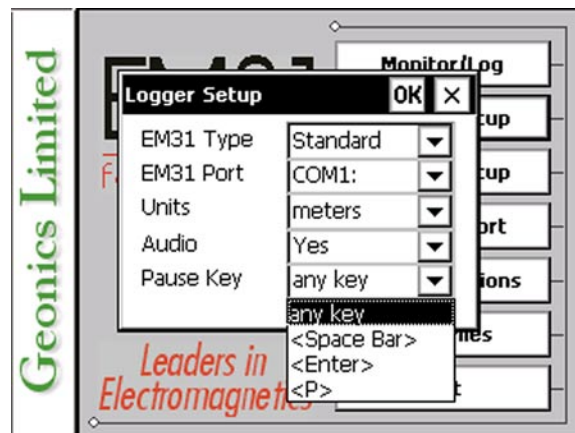 Geonics Limited
Monitor/Log
Logger Setup
OK
EM31 Type
Standard
EM31 Port
COM1:
Units
meters
Audio
Yes
Pause Key
any key
any key
<Space Bar>
<Enter>
<P>
Leaders in